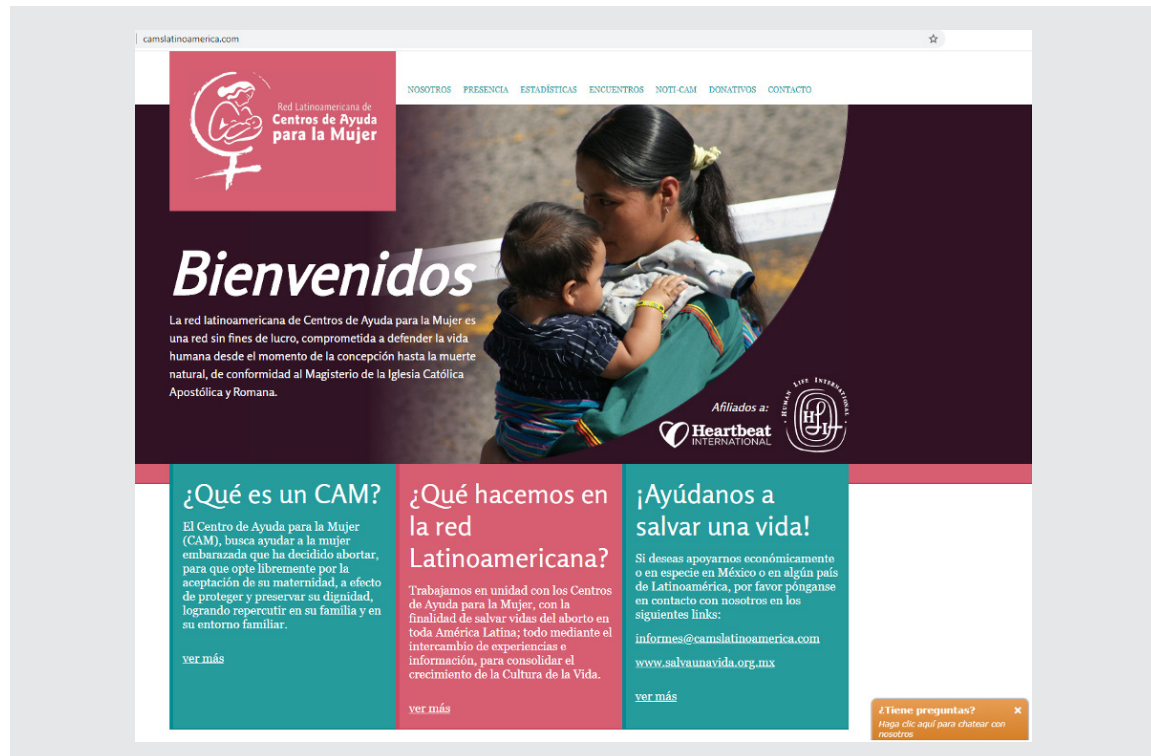 camslatinoamerica.com
Red Latinoamericana de
Centros de Ayuda
para la Mujer
NOSOTROS PRESENCIA ESTADÍSTICAS ENCUENTROS NOTI-CAM DONATIVOS CONTACTO
Bienvenidos
La red latinoamericana de Centros de Ayuda para la Mujer es
una red sin fines de lucro, comprometida a defender la vida
humana desde el momento de la concepción hasta la muerte
natural, de conformidad al Magisterio de la Iglesia Católica
Apostólica y Romana.
Afiliados a:
Heartbeat
INTERNATIONAL
HUMAN LIFE INTERNATIONAL
HLI
¿Qué es un CAM?
El Centro de Ayuda para la Mujer
(CAM), busca ayudar a la mujer
embarazada que ha decidido abortar,
para que opte libremente por la
aceptación de su maternidad, a efecto
de proteger y preservar su dignidad,
logrando repercutir en su familia y en
su entorno familiar.
ver más
¿Qué hacemos en
la red
Latinoamericana?
Trabajamos en unidad con los Centros
de Ayuda para la Mujer, con la
finalidad de salvar vidas del aborto en
toda América Latina; todo mediante el
intercambio de experiencias e
información, para consolidar el
crecimiento de la Cultura de la Vida.
ver más
¡Ayúdanos a
salvar una vida!
Si deseas apoyarnos económicamente
o en especie en México o en algún país
de Latinoamérica, por favor pónganse
en contacto con nosotros en los
siguientes links:
informes@camslatinoamerica.com
www.salvaunavida.org.mx
ver más
¿Tiene preguntas? ×
Haga clic aquí para chatear con
nosotros